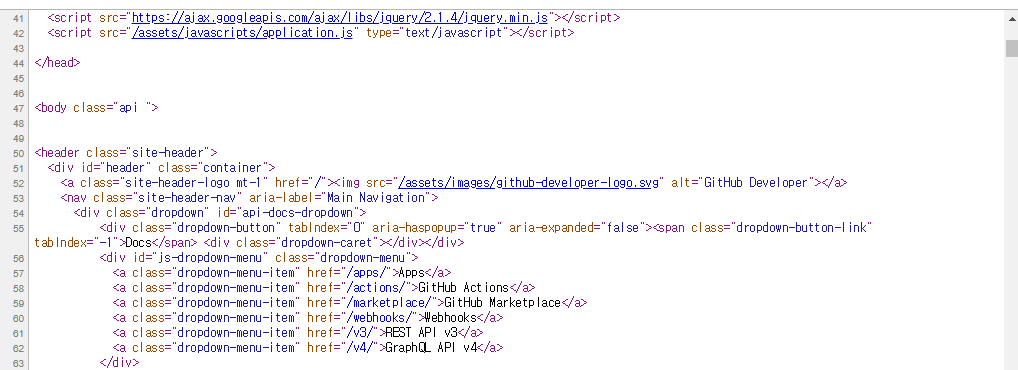 41 <script src="https://ajax.googleapis.com/ajax/libs/jquery/2.1.4/jquery.min.js"></script>
42 <script src="/assets/javascripts/application.js" type="text/javascript"></script>
43
44 </head>
45
46
47 <body class="api ">
48
49
50 <header class="site-header">
51 <div id="header" class="container">
52 <a class="site-header-logo mt-1" href="/"><img src="/assets/images/github-developer-logo.svg" alt="GitHub Developer"></a>
53 <nav class="site-header-nav" aria-label="Main Navigation">
54 <div class="dropdown" id="api-docs-dropdown">
55 <div class="dropdown-button" tabIndex="0" aria-haspopup="true" aria-expanded="false"><span class="dropdown-button-link"
tabIndex="-1">Docs</span> <div class="dropdown-caret"></div></div>
56 <div id="js-dropdown-menu" class="dropdown-menu">
57 <a class="dropdown-menu-item" href="/apps/">Apps</a>
58 <a class="dropdown-menu-item" href="/actions/">GitHub Actions</a>
59 <a class="dropdown-menu-item" href="/marketplace/">GitHub Marketplace</a>
60 <a class="dropdown-menu-item" href="/webhooks/">Webhooks</a>
61 <a class="dropdown-menu-item" href="/v3/">REST API v3</a>
62 <a class="dropdown-menu-item" href="/v4/">GraphQL API v4</a>
63 </div>